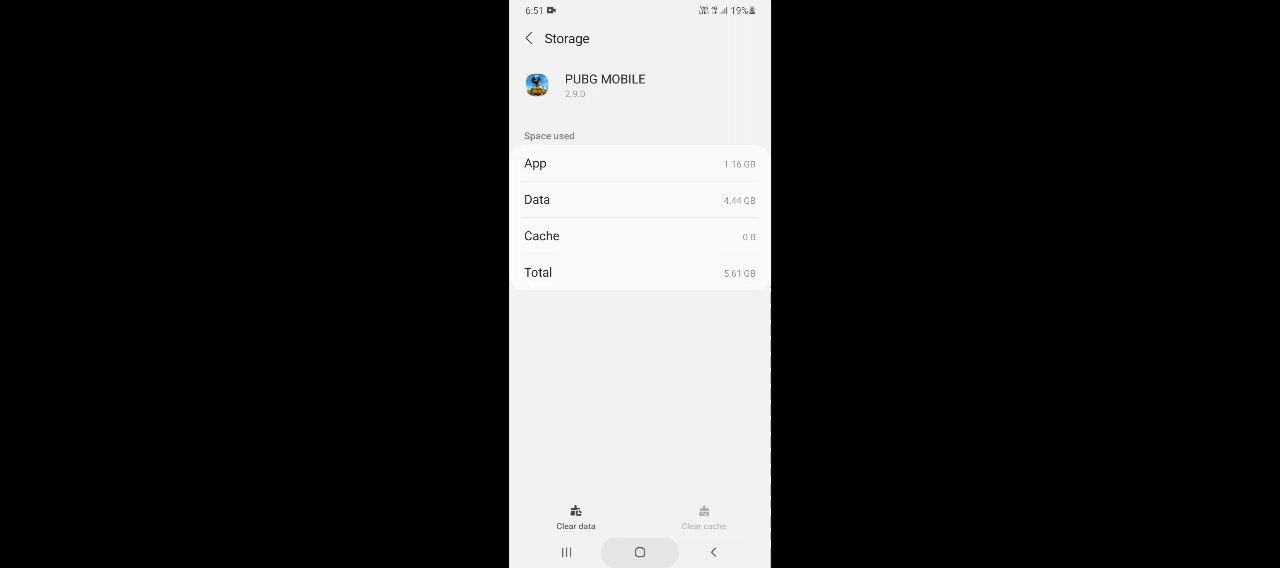 6:51 19%
Storage
PUBG MOBILE
2.9.0
Space used
App 1.16 GB
Data 4.44 GB
Cache 0 B
Total 5.61 GB
Clear data Clear cache